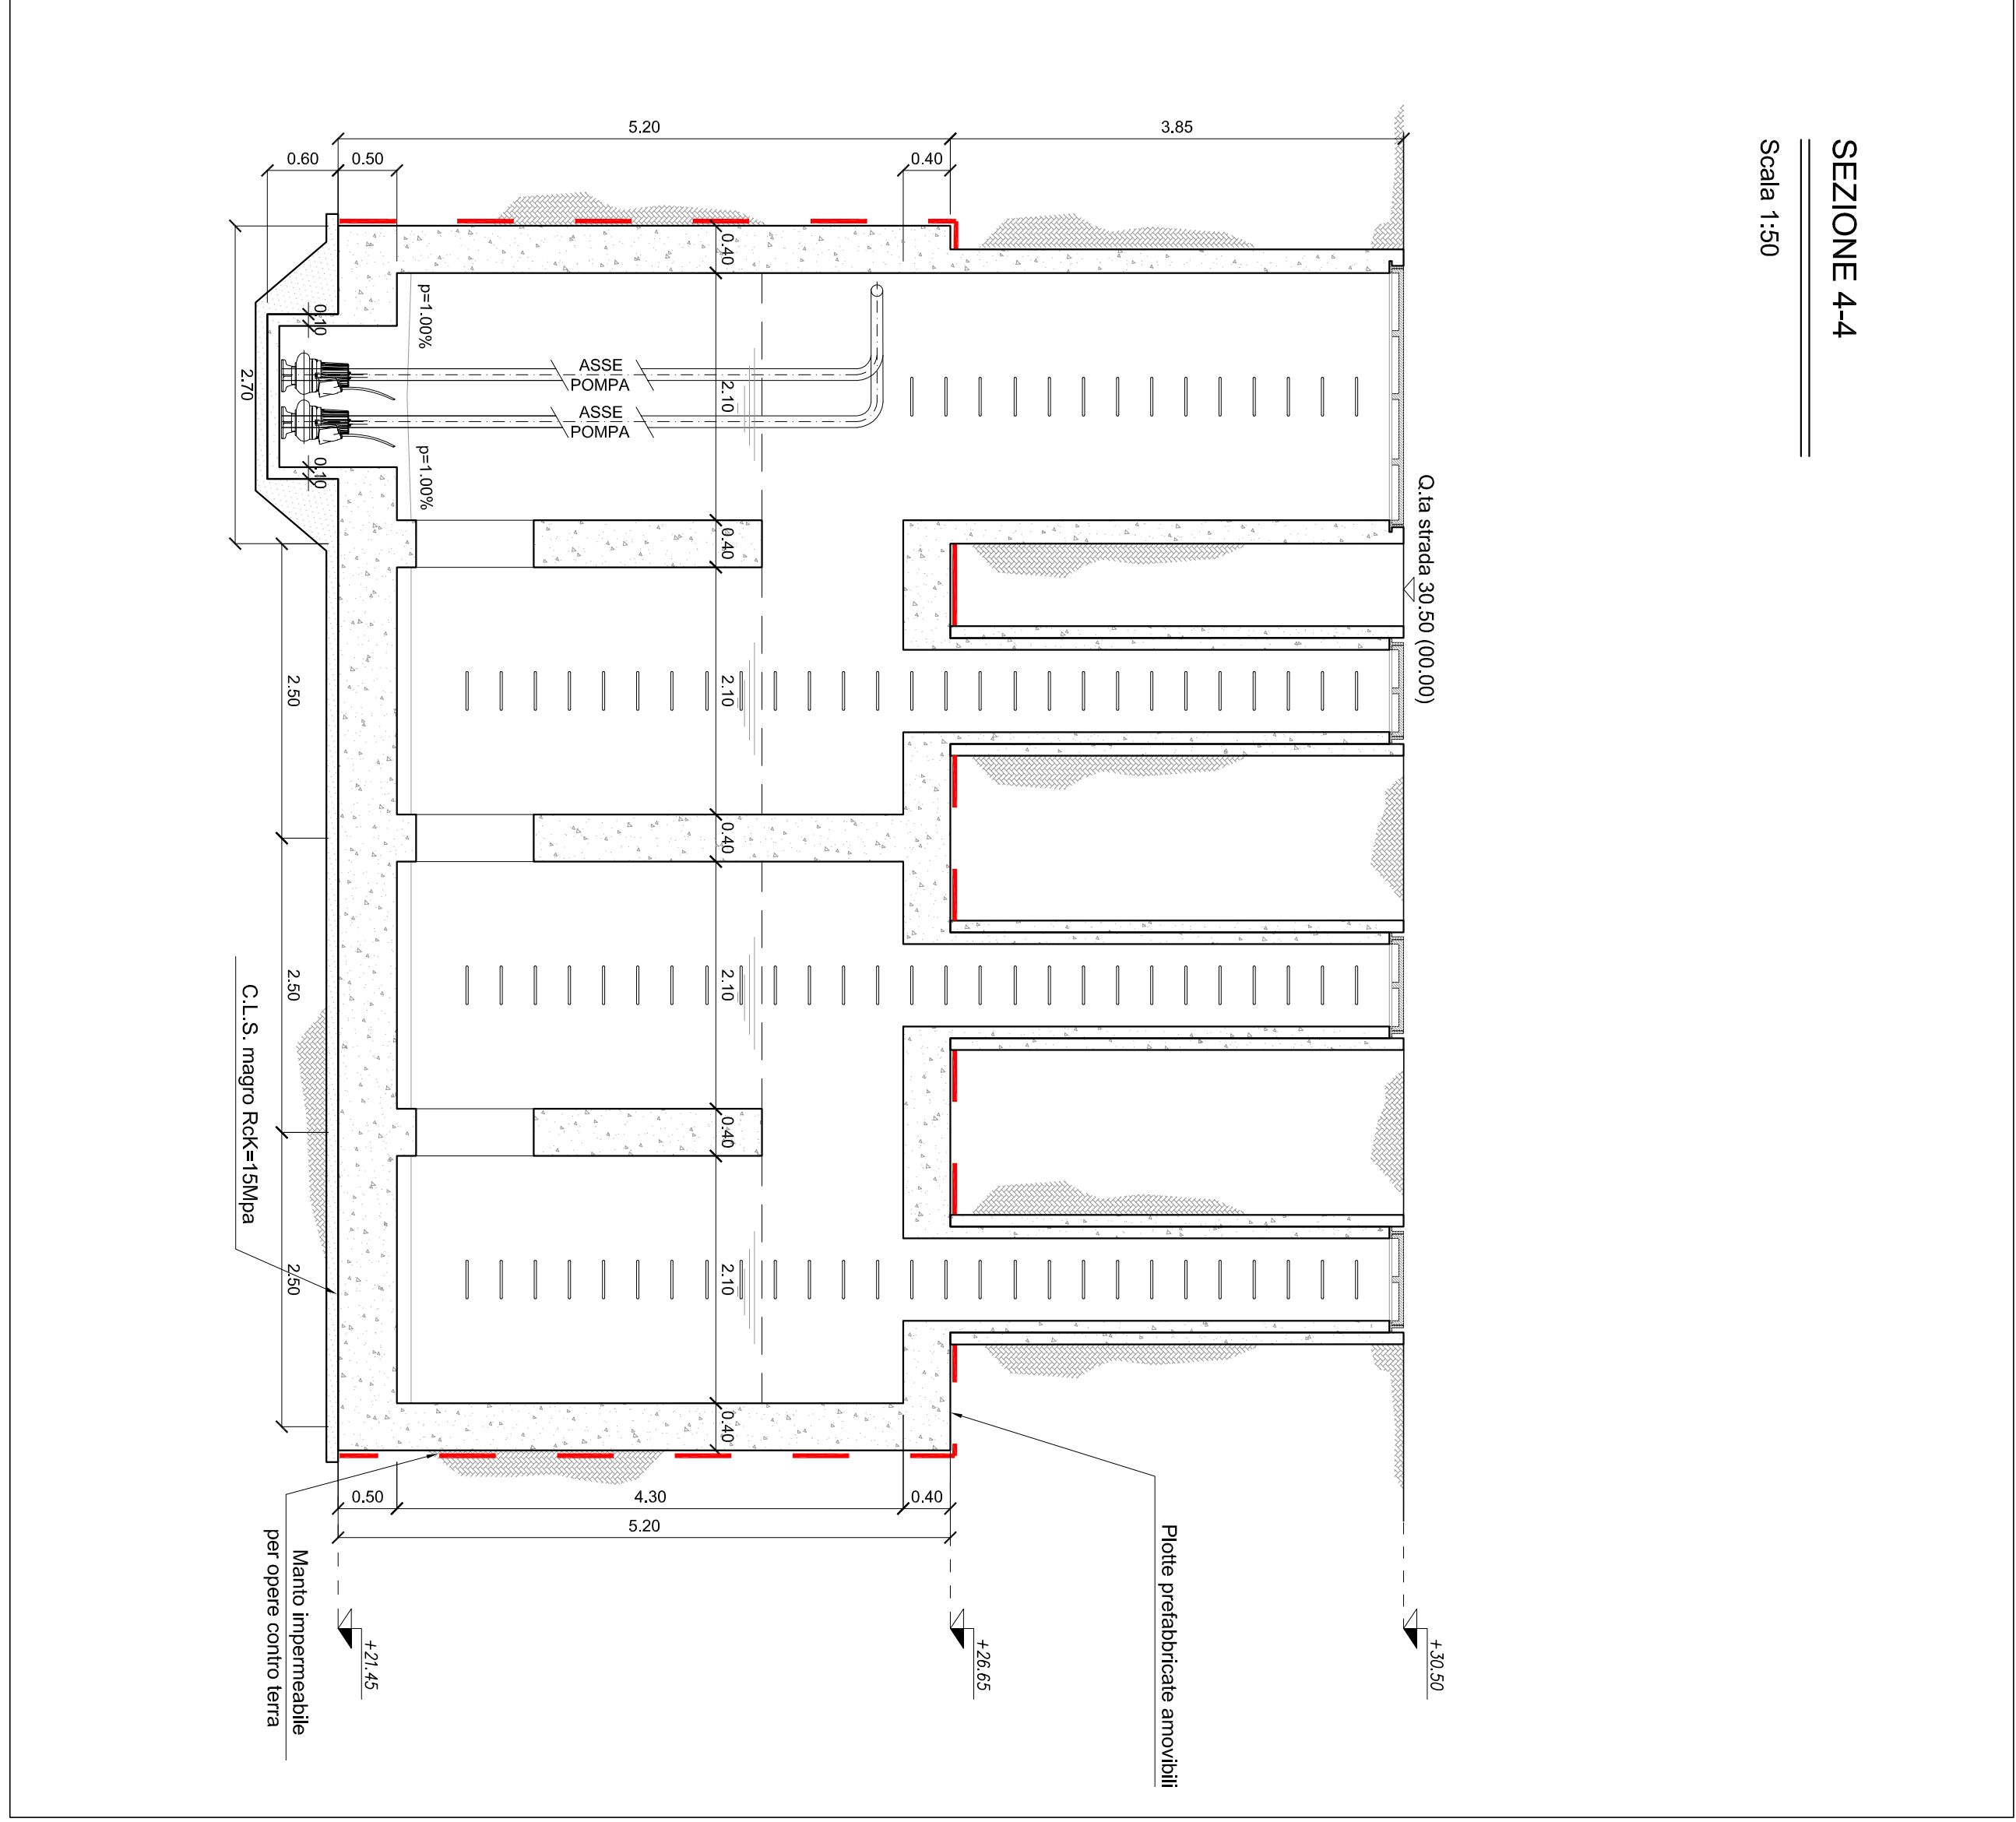 SEZIONE 4-4
Scala 1:50
Q.ta strada 30.50 (00.00)
3.85
5.20
0.40
0.50
0.60
+30.50
+26.65
+21.45
Plotte prefabbricate amovibili
ASSE
POMPA
ASSE
POMPA
0.40
2.10
0.40
2.10
0.40
2.10
0.40
2.10
0.40
p=1.00%
p=1.00%
0.10
0.10
2.70
2.50
2.50
2.50
0.40
4.30
0.50
5.20
C.L.S. magro RcK=15Mpa
Manto impermeabile
per opere contro terra